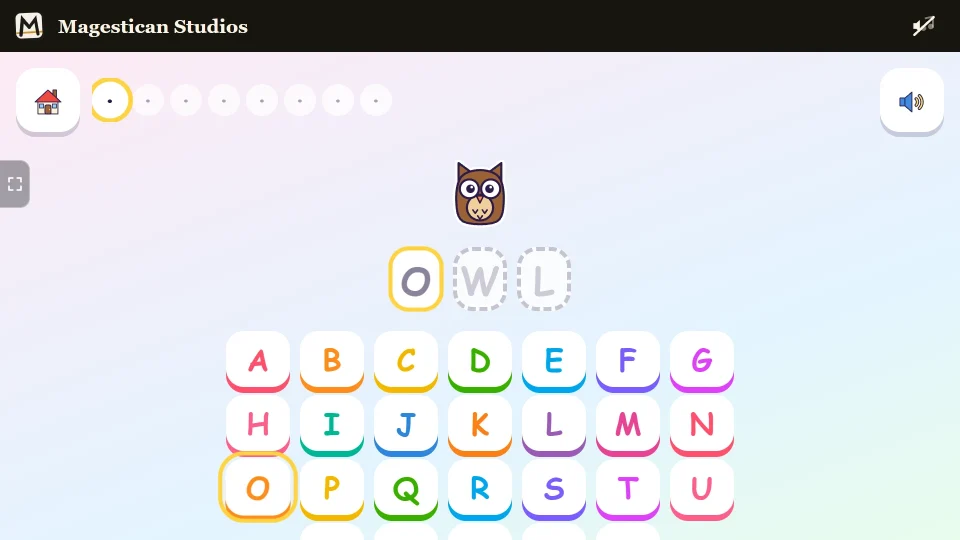 Magestican Studios
O W L
A B C D E F G
H I J K L M N
O P Q R S T U